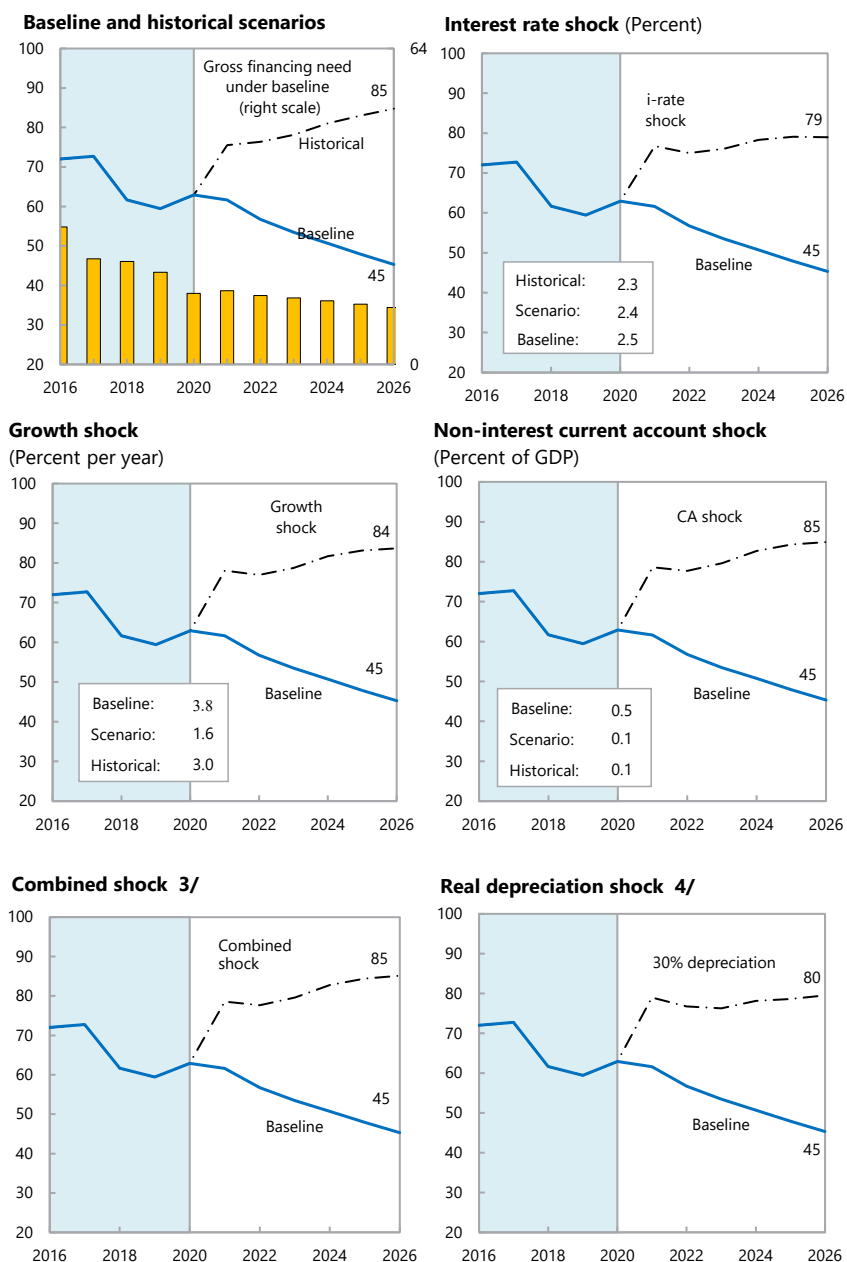 Baseline and historical scenarios
100
90
80
70
60
50
40
30
20
64
0
Gross financing need
under baseline
(right scale)
85
Historical
Baseline
45
2016 2018 2020 2022 2024 2026
Interest rate shock (Percent)
100
90
80
70
60
50
40
30
20
i-rate
shock
79
45
Baseline
Historical: 2.3
Scenario: 2.4
Baseline: 2.5
2016 2018 2020 2022 2024 2026
Growth shock
(Percent per year)
100
90
80
70
60
50
40
30
20
Growth
shock
84
45
Baseline
Baseline: 3.8
Scenario: 1.6
Historical: 3.0
2016 2018 2020 2022 2024 2026
Non-interest current account shock
(Percent of GDP)
100
90
80
70
60
50
40
30
20
CA shock
85
45
Baseline
Baseline: 0.5
Scenario: 0.1
Historical: 0.1
2016 2018 2020 2022 2024 2026
Combined shock 3/
100
90
80
70
60
50
40
30
20
Combined
shock
85
45
Baseline
2016 2018 2020 2022 2024 2026
Real depreciation shock 4/
100
90
80
70
60
50
40
30
20
30% depreciation
80
Baseline
45
2016 2018 2020 2022 2024 2026